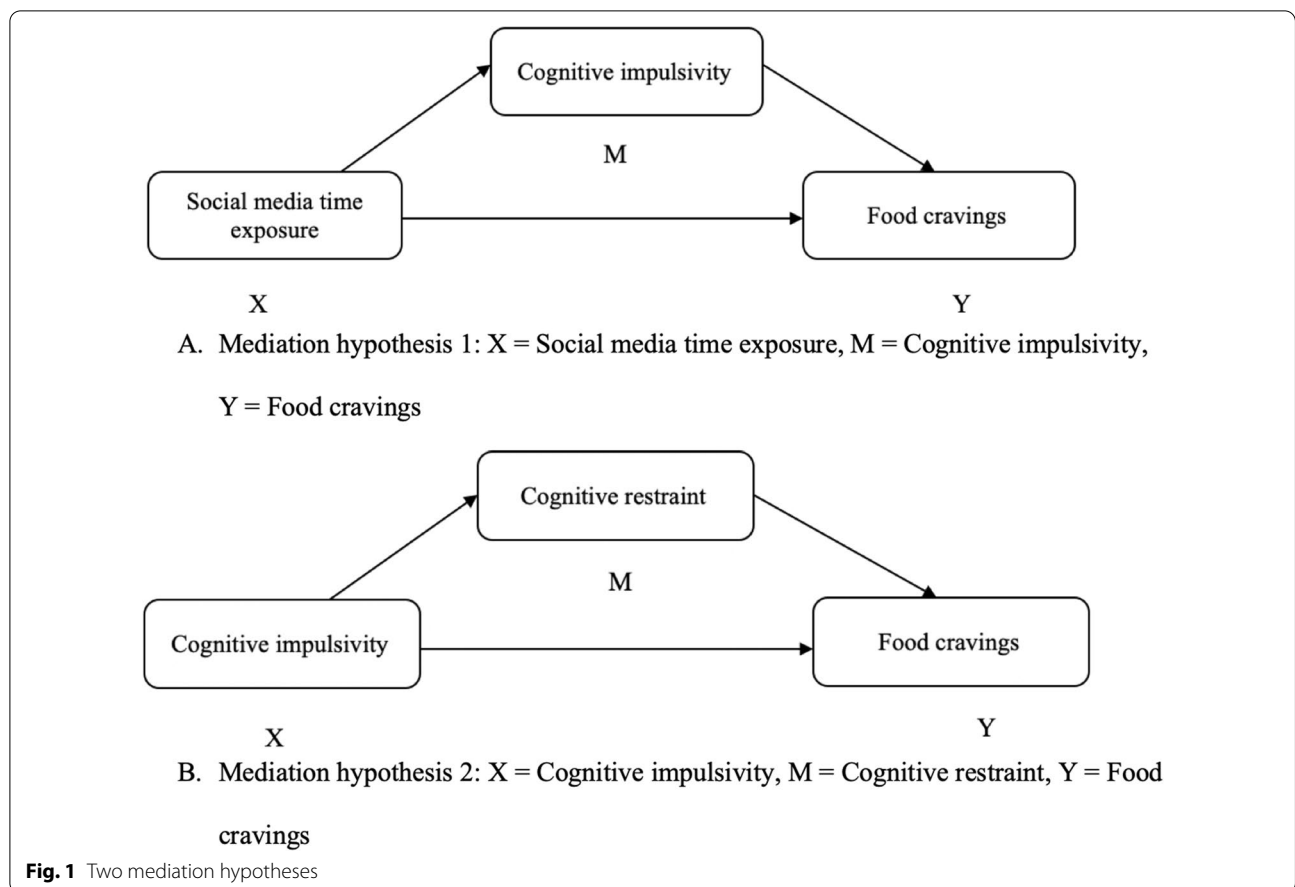 Cognitive impulsivity
M
Social media time
exposure
Food cravings
X
Y
A. Mediation hypothesis 1: X = Social media time exposure, M = Cognitive impulsivity,
Y = Food cravings
Cognitive restraint
M
Cognitive impulsivity
Food cravings
X
Y
B. Mediation hypothesis 2: X = Cognitive impulsivity, M = Cognitive restraint, Y = Food
cravings
Fig. 1 Two mediation hypotheses